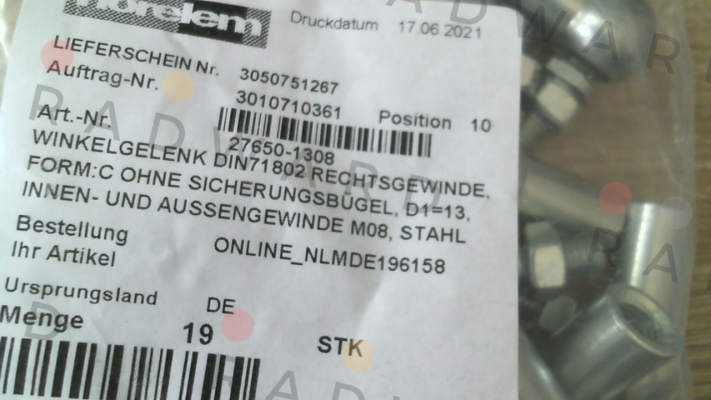 norelem
Druckdatum 17.06.2021
LIEFERSCHEIN Nr. 3050751267
Auftrag-Nr. 3010710361 Position 10
Art.-Nr. 27650-1308
WINKELGELENK DIN71802 RECHTSGEWINDE,
FORM:C OHNE SICHERUNGSBÜGEL, D1=13,
INNEN- UND AUSSENGEWINDE M08, STAHL
Bestellung ONLINE_NLMDE196158
Ihr Artikel
Ursprungsland DE
Menge 19 STK
RADWARD